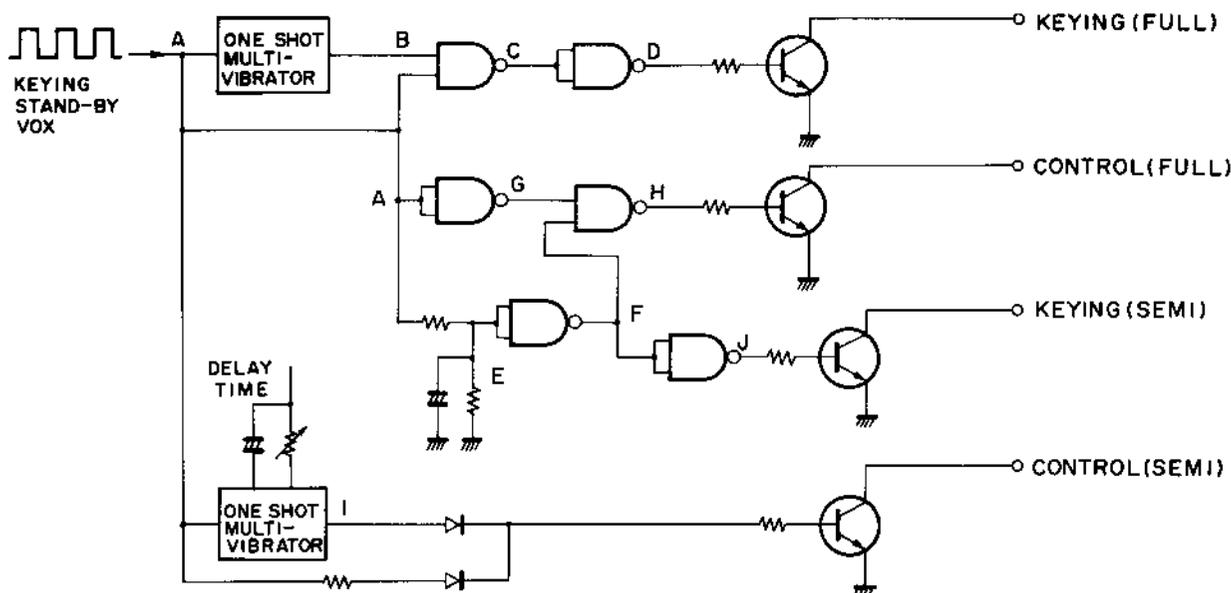 KEYING (FULL)
A
ONE SHOT
MULTI-
VIBRATOR
B
C
D
KEYING
STAND-BY
VOX
CONTROL (FULL)
A
G
H
KEYING (SEMI)
F
J
E
DELAY
TIME
CONTROL (SEMI)
ONE SHOT
MULTI-
VIBRATOR
I